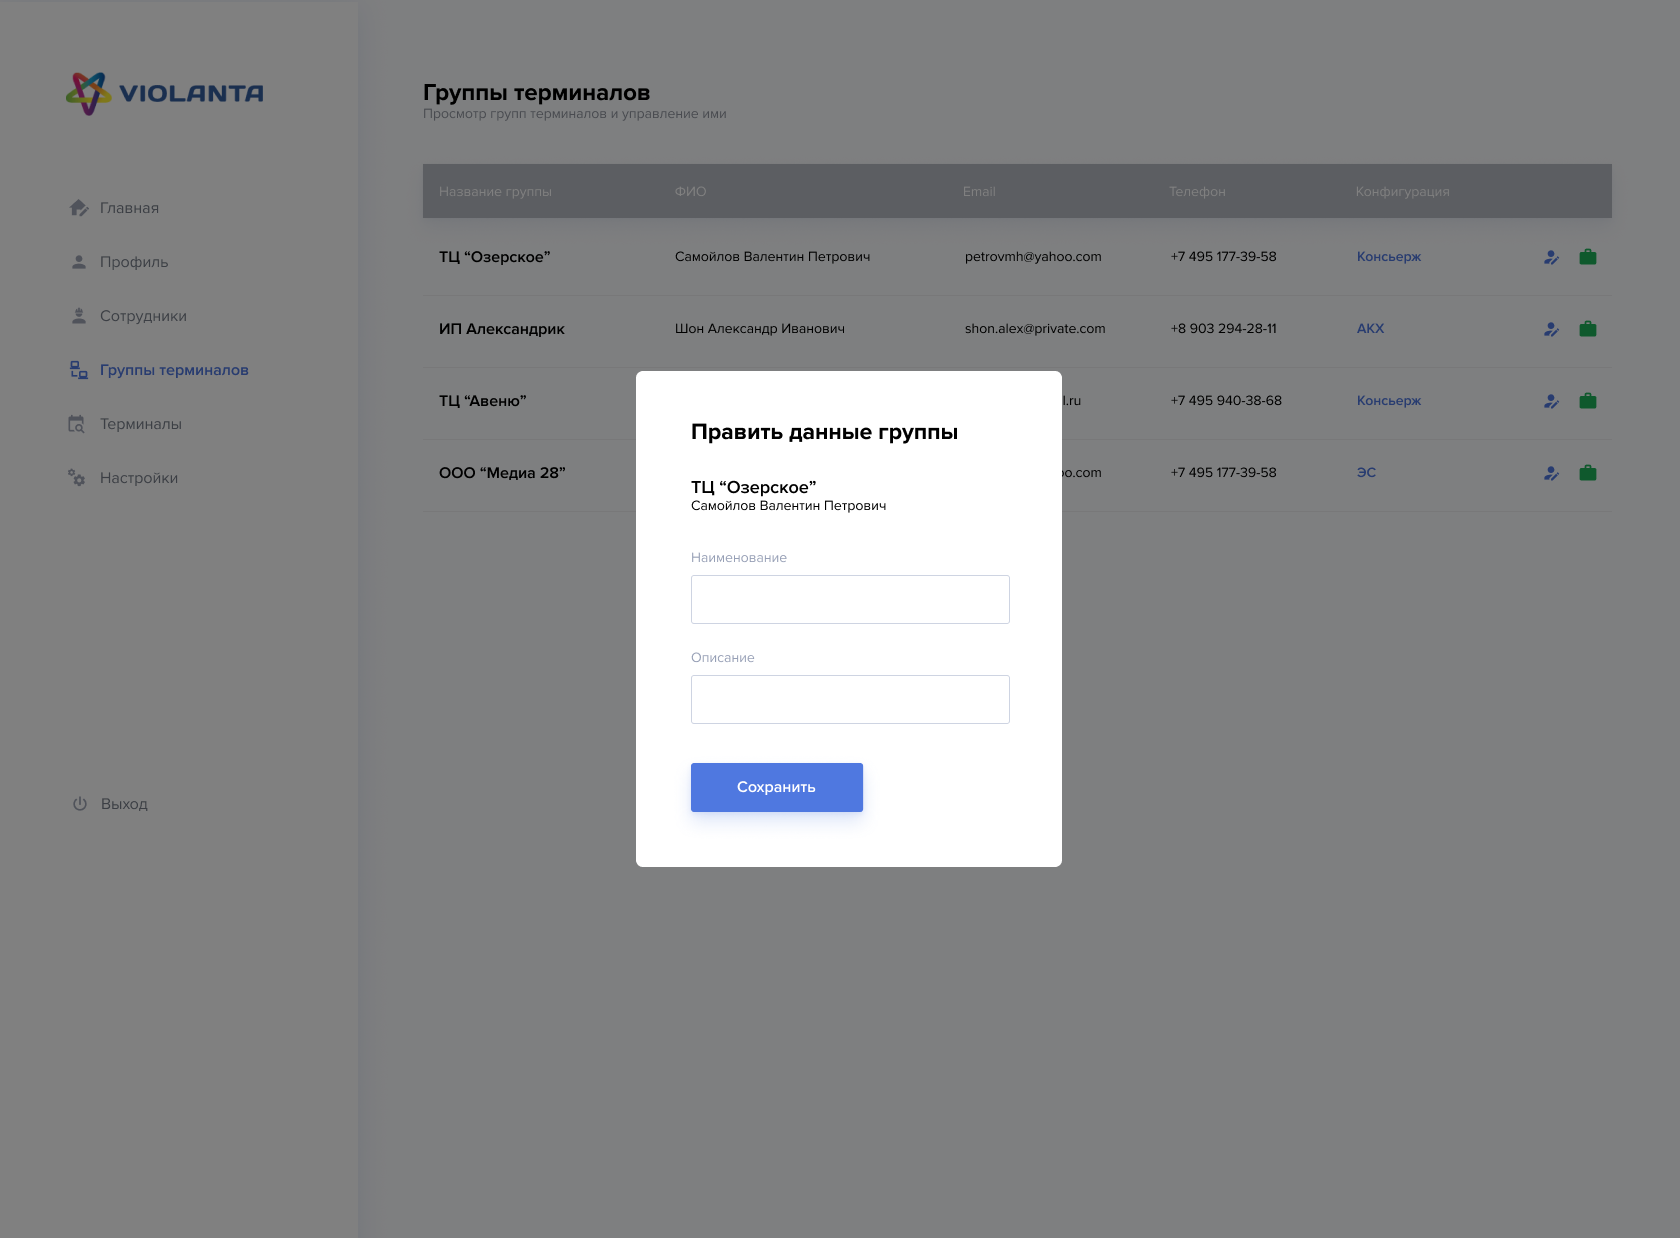 VIOLANTA
Главная
Профиль
Сотрудники
Группы терминалов
Терминалы
Настройки
Выход
Группы терминалов
Просмотр групп терминалов и управление ими
Название группы ФИО Email Телефон Конфигурация
ТЦ “Озерское” Самойлов Валентин Петрович petrovmh@yahoo.com +7 495 177-39-58 Консьерж
ИП Александрик Шон Александр Иванович shon.alex@private.com +8 903 294-28-11 АКХ
ТЦ “Авеню” l.ru +7 495 940-38-68 Консьерж
ООО “Медиа 28” oo.com +7 495 177-39-58 ЭС
Править данные группы
ТЦ “Озерское”
Самойлов Валентин Петрович
Наименование
Описание
Сохранить